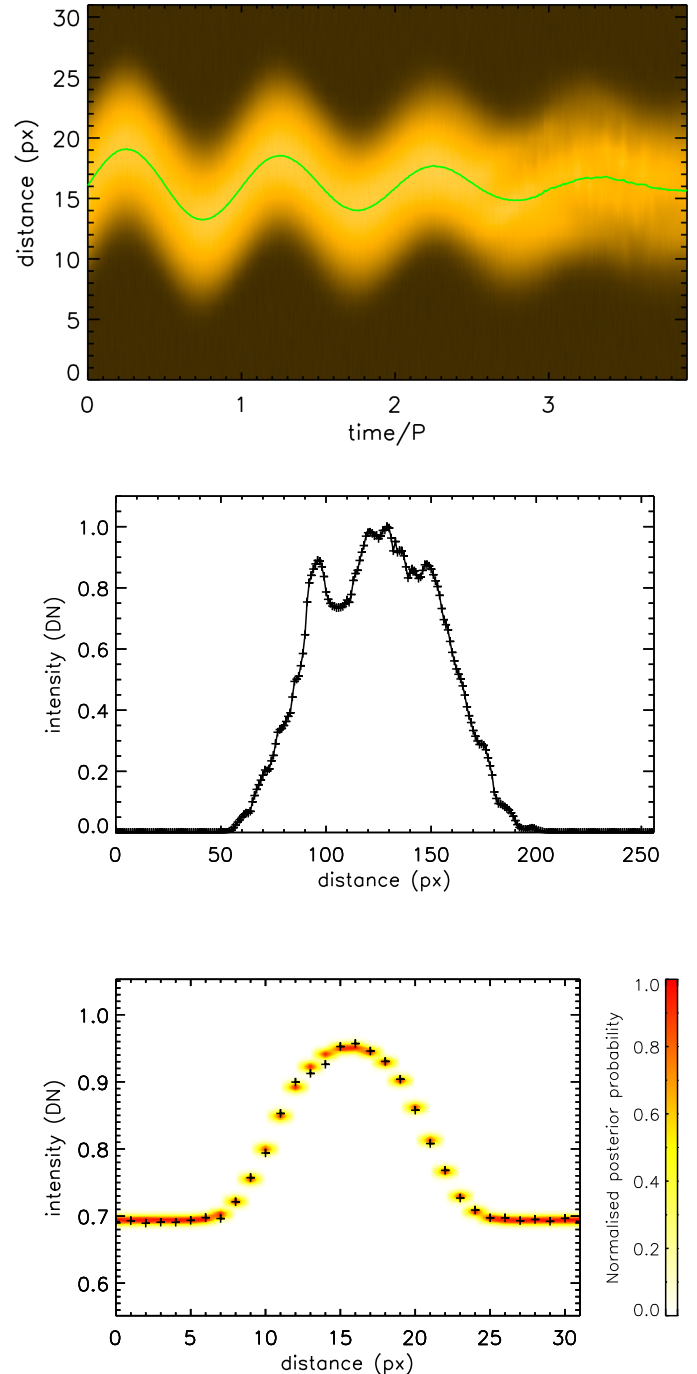 30
25
20
15
10
5
0
distance (px)
0 1 2 3
time/P
1.0
0.8
0.6
0.4
0.2
0.0
intensity (DN)
0 50 100 150 200 250
distance (px)
1.0
0.9
0.8
0.7
0.6
intensity (DN)
0 5 10 15 20 25 30
distance (px)
Normalised posterior probability
1.0
0.8
0.6
0.4
0.2
0.0